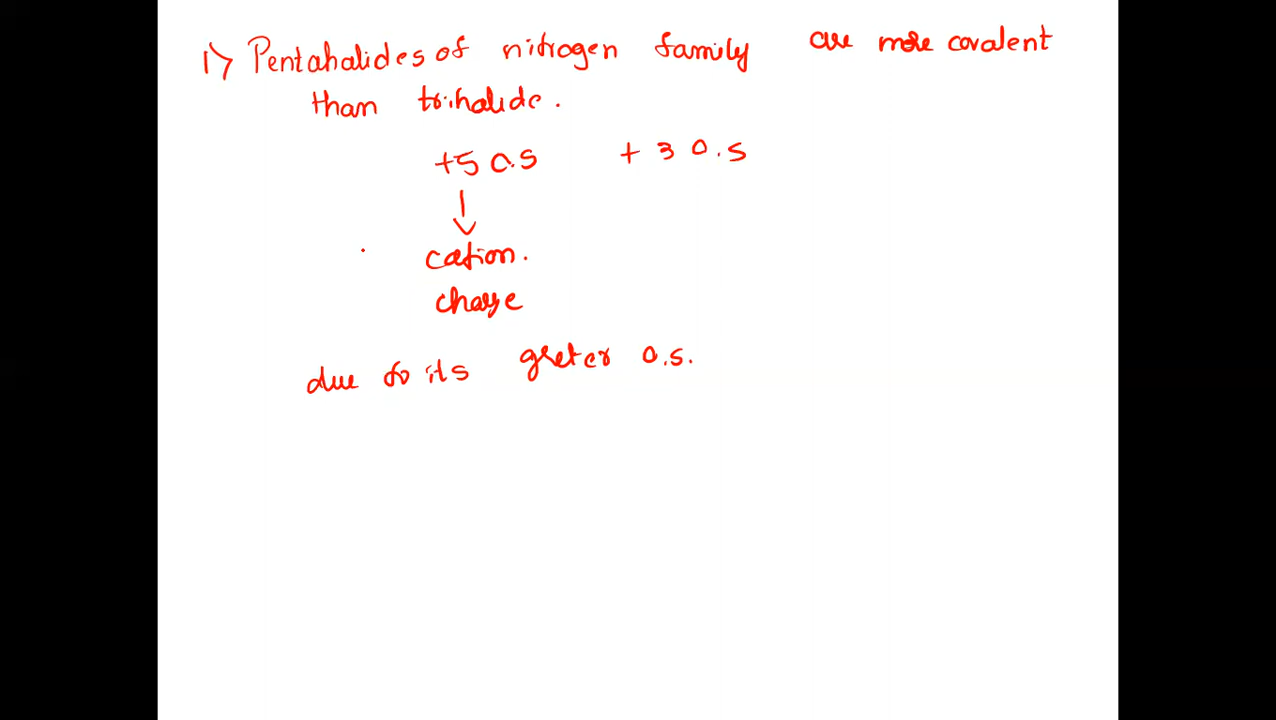 1) Pentahalides of nitrogen family are more covalent
than trihalide.
+5 O.S +3 O.S
cation.
charge
due to its greter O.S.